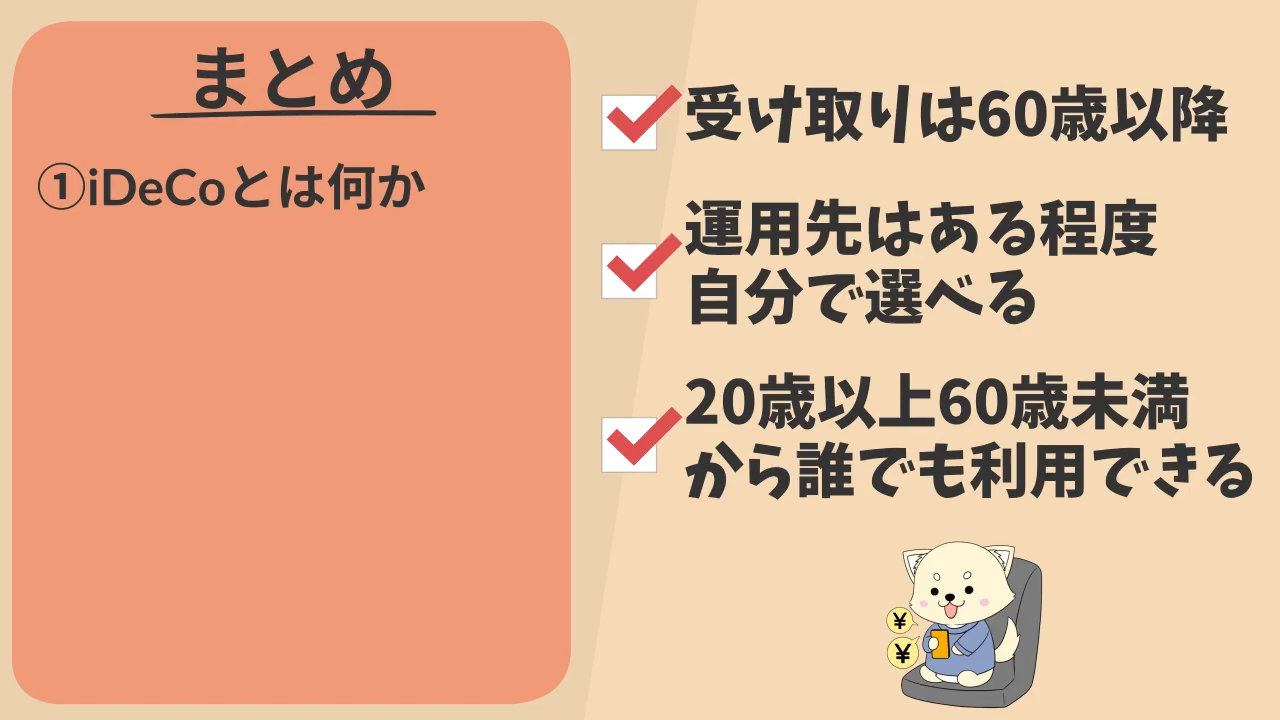 まとめ
①iDeCoとは何か
受け取りは60歳以降
運用先はある程度
自分で選べる
20歳以上60歳未満
から誰でも利用できる
¥
¥